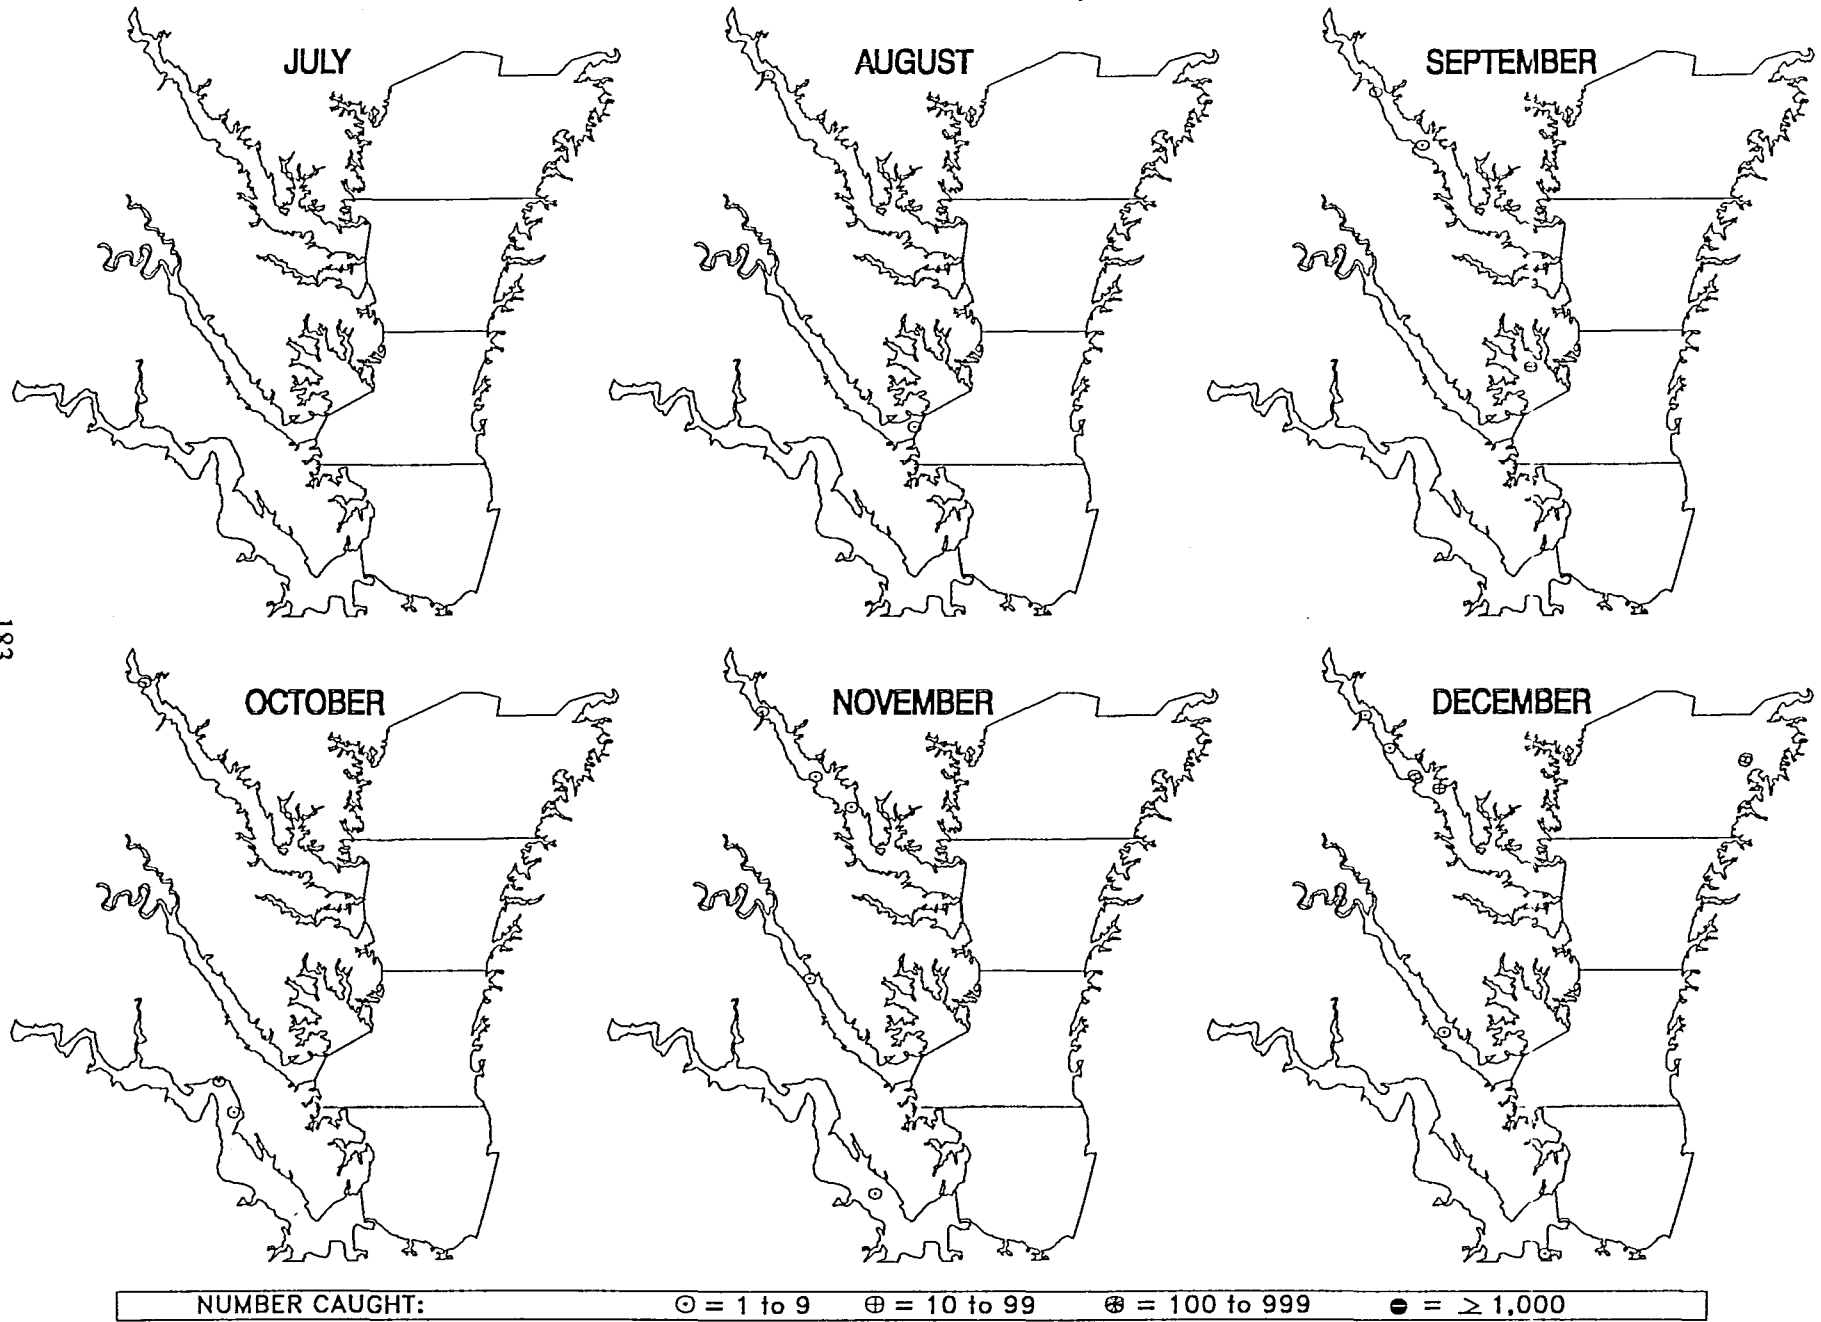 JULY
AUGUST
SEPTEMBER
183
OCTOBER
NOVEMBER
DECEMBER
NUMBER CAUGHT: ⊙ = 1 to 9 ⊕ = 10 to 99 ⊛ = 100 to 999 ⊖ = ≥ 1,000